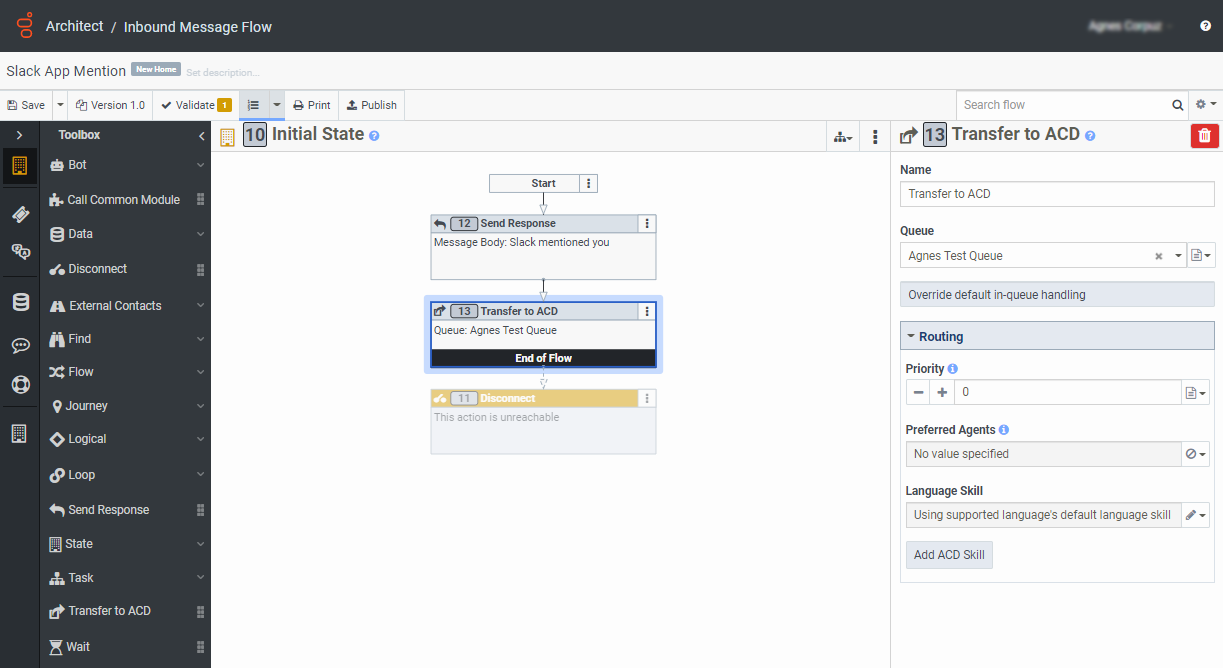 Architect / Inbound Message Flow
Slack App Mention New Home Set description...
Save Version 1.0 Validate 1 Print Publish Search flow
Toolbox
Bot
Call Common Module
Data
Disconnect
External Contacts
Find
Flow
Journey
Logical
Loop
Send Response
State
Task
Transfer to ACD
Wait
10 Initial State
Start
12 Send Response
Message Body: Slack mentioned you
13 Transfer to ACD
Queue: Agnes Test Queue
End of Flow
11 Disconnect
This action is unreachable
13 Transfer to ACD
Name
Transfer to ACD
Queue
Agnes Test Queue
Override default in-queue handling
Routing
Priority
0
Preferred Agents
No value specified
Language Skill
Using supported language's default language skill
Add ACD Skill